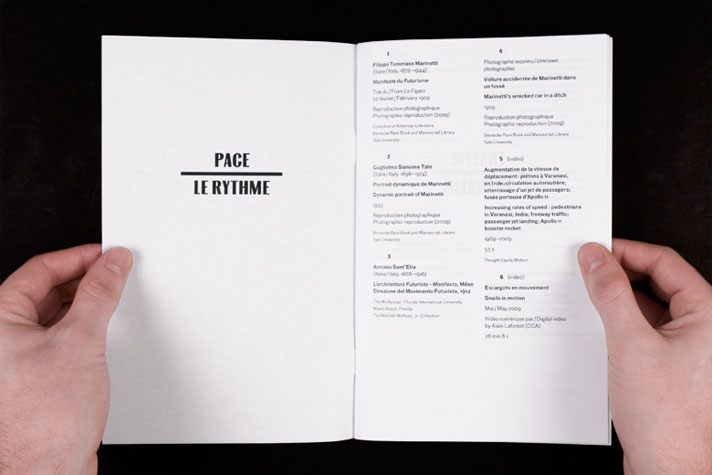 PACE
LE RYTHME
1
Filippo Tommaso Marinetti
(Italie / Italy, 1876–1944)
Manifeste du Futurisme
Tiré du / From Le Figaro
20 février / February 1909
Reproduction photographique
Photographic reproduction (2009)
Collection of American Literature
Beinecke Rare Book and Manuscript Library
Yale University
2
Guglielmo Sansone Tato
(Italie / Italy, 1896–1974)
Portrait dynamique de Marinetti
Dynamic portrait of Marinetti
Reproduction photographique
Photographic reproduction (2009)
Beinecke Rare Book and Manuscript Library
Yale University
3
Antonio Sant'Elia
(Italie / Italy, 1888–1916)
L'architettura Futurista – Manifesto, Milan
Direzione del Movimento Futurista, 1914
The Wolfsonian–Florida International University
Miami Beach, Florida
The Mitchell Wolfson, Jr. Collection
4
Photographe inconnu / Unknown
photographer
Voiture accidentée de Marinetti dans
un fossé
Marinetti's wrecked car in a ditch
1909
Reproduction photographique
Photographic reproduction (2009)
Beinecke Rare Book and Manuscript Library
Yale University
5 (vidéo)
Augmentation de la vitesse de
déplacement : piétons à Varanasi,
en Inde; circulation autoroutière;
atterrissage d'un jet de passagers;
fusée porteuse d'Apollo 11
Increasing rates of speed : pedestrians
in Varanasi, India; freeway traffic;
passenger jet landing; Apollo 11
booster rocket
1969–2009
55 s
Thought Equity Motion
6 (vidéo)
Escargots en mouvement
Snails in motion
Mai / May 2009
Vidéo numérique par / Digital video
by Alain Laforest (CCA)
28 min 8 s